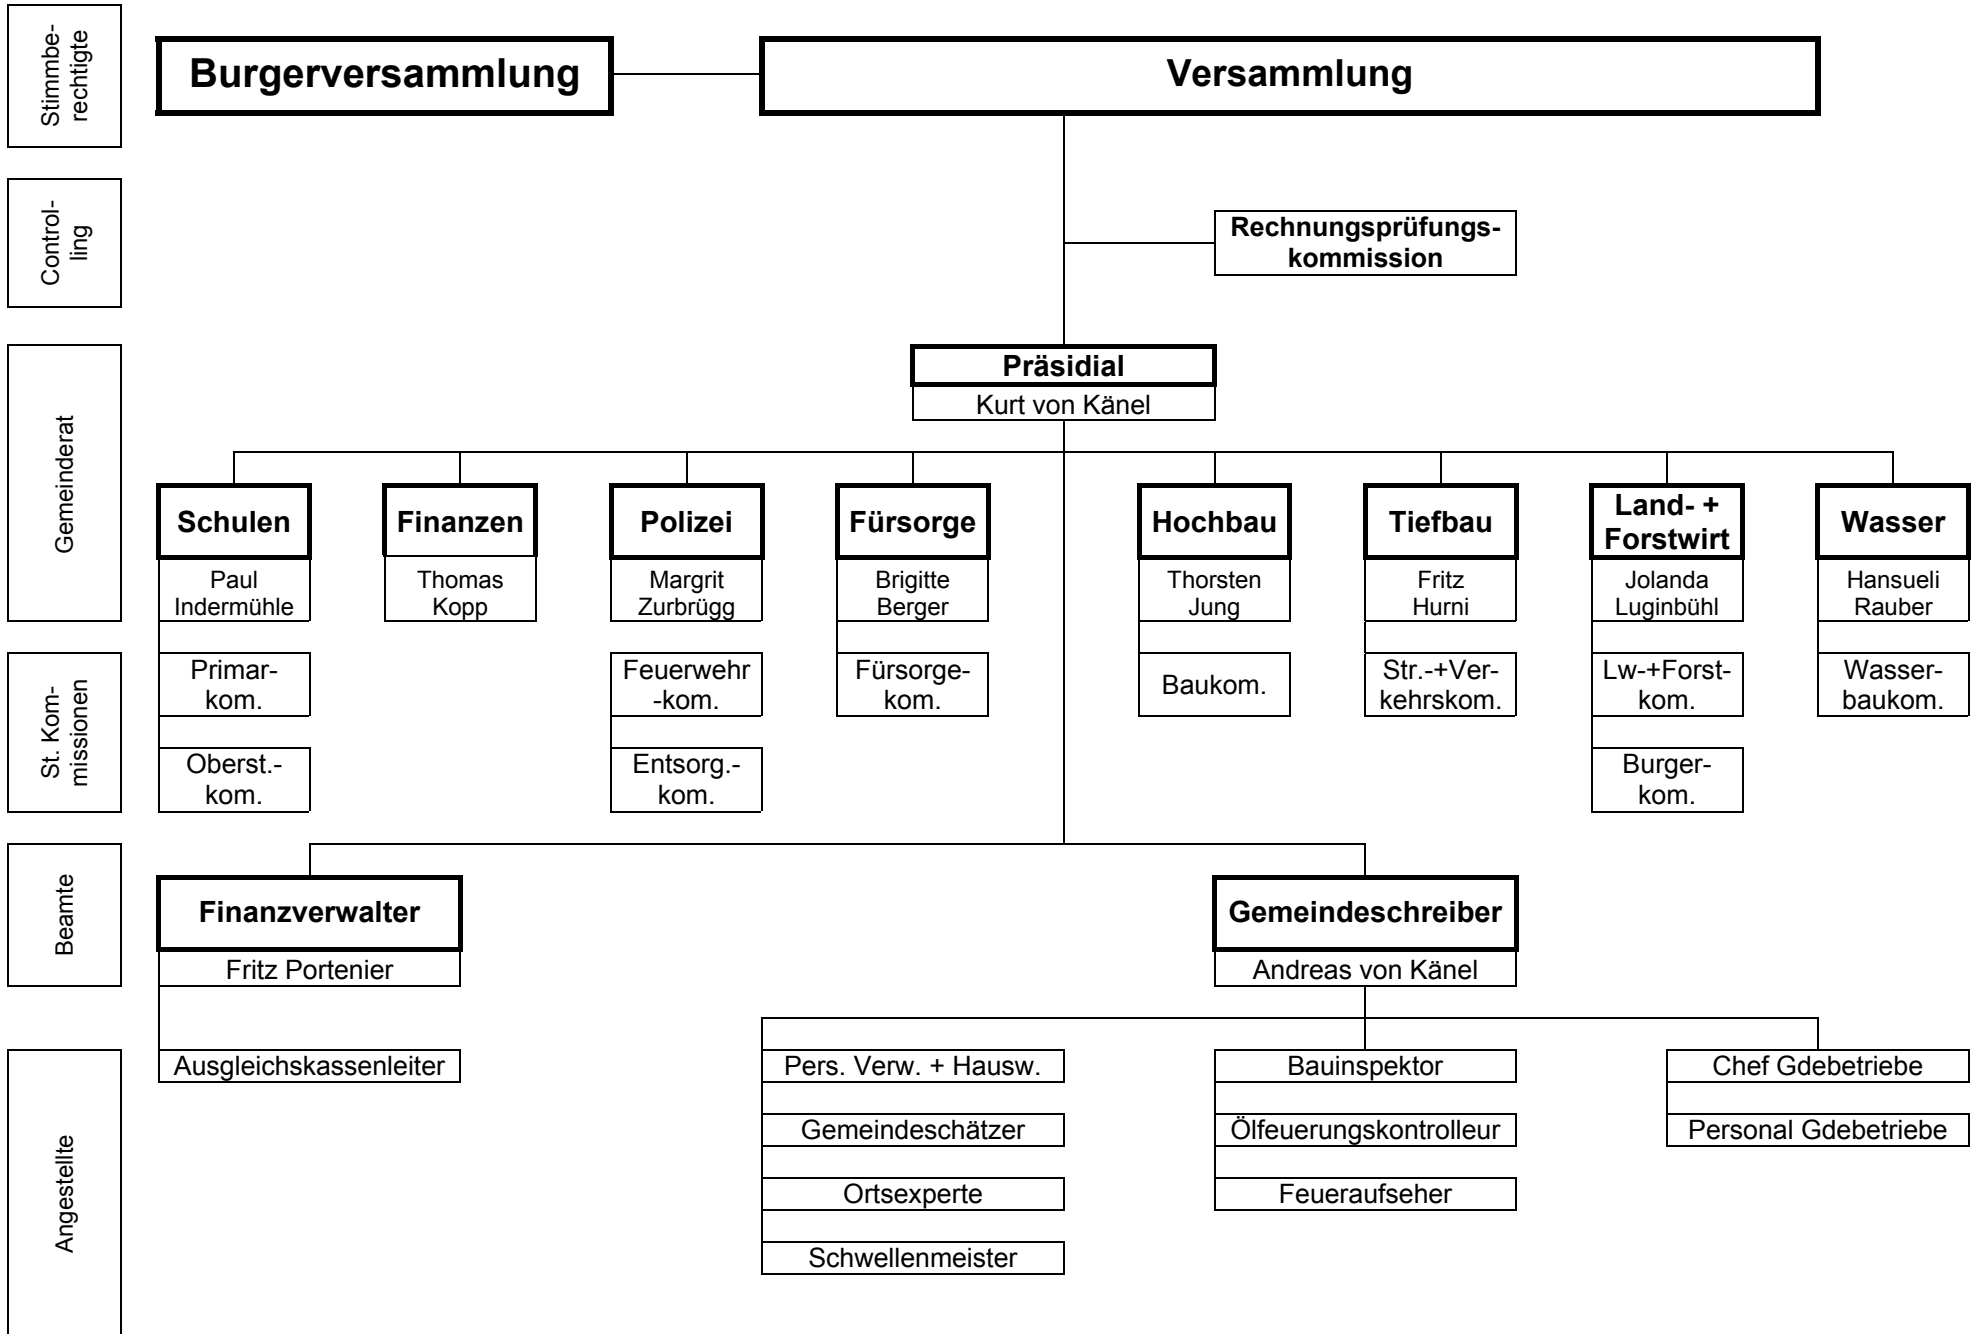 Stimmbe-
rechtigte
Burgerversammlung
Versammlung
Control-
ling
Rechnungsprüfungs-
kommission
Gemeinderat
Präsidial
Kurt von Känel
Schulen
Paul
Indermühle
Finanzen
Thomas
Kopp
Polizei
Margrit
Zurbrügg
Fürsorge
Brigitte
Berger
Hochbau
Thorsten
Jung
Tiefbau
Fritz
Hurni
Land- +
Forstwirt
Jolanda
Luginbühl
Wasser
Hansueli
Rauber
St. Kom-
missionen
Primar-
kom.
Oberst.-
kom.
Feuerwehr
-kom.
Entsorg.-
kom.
Fürsorge-
kom.
Baukom.
Str.-+Ver-
kehrskom.
Lw-+Forst-
kom.
Burger-
kom.
Wasser-
baukom.
Beamte
Finanzverwalter
Fritz Portenier
Gemeindeschreiber
Andreas von Känel
Angestellte
Ausgleichskassenleiter
Pers. Verw. + Hausw.
Gemeindeschätzer
Ortsexperte
Schwellenmeister
Bauinspektor
Ölfeuerungskontrolleur
Feueraufseher
Chef Gdebetriebe
Personal Gdebetriebe